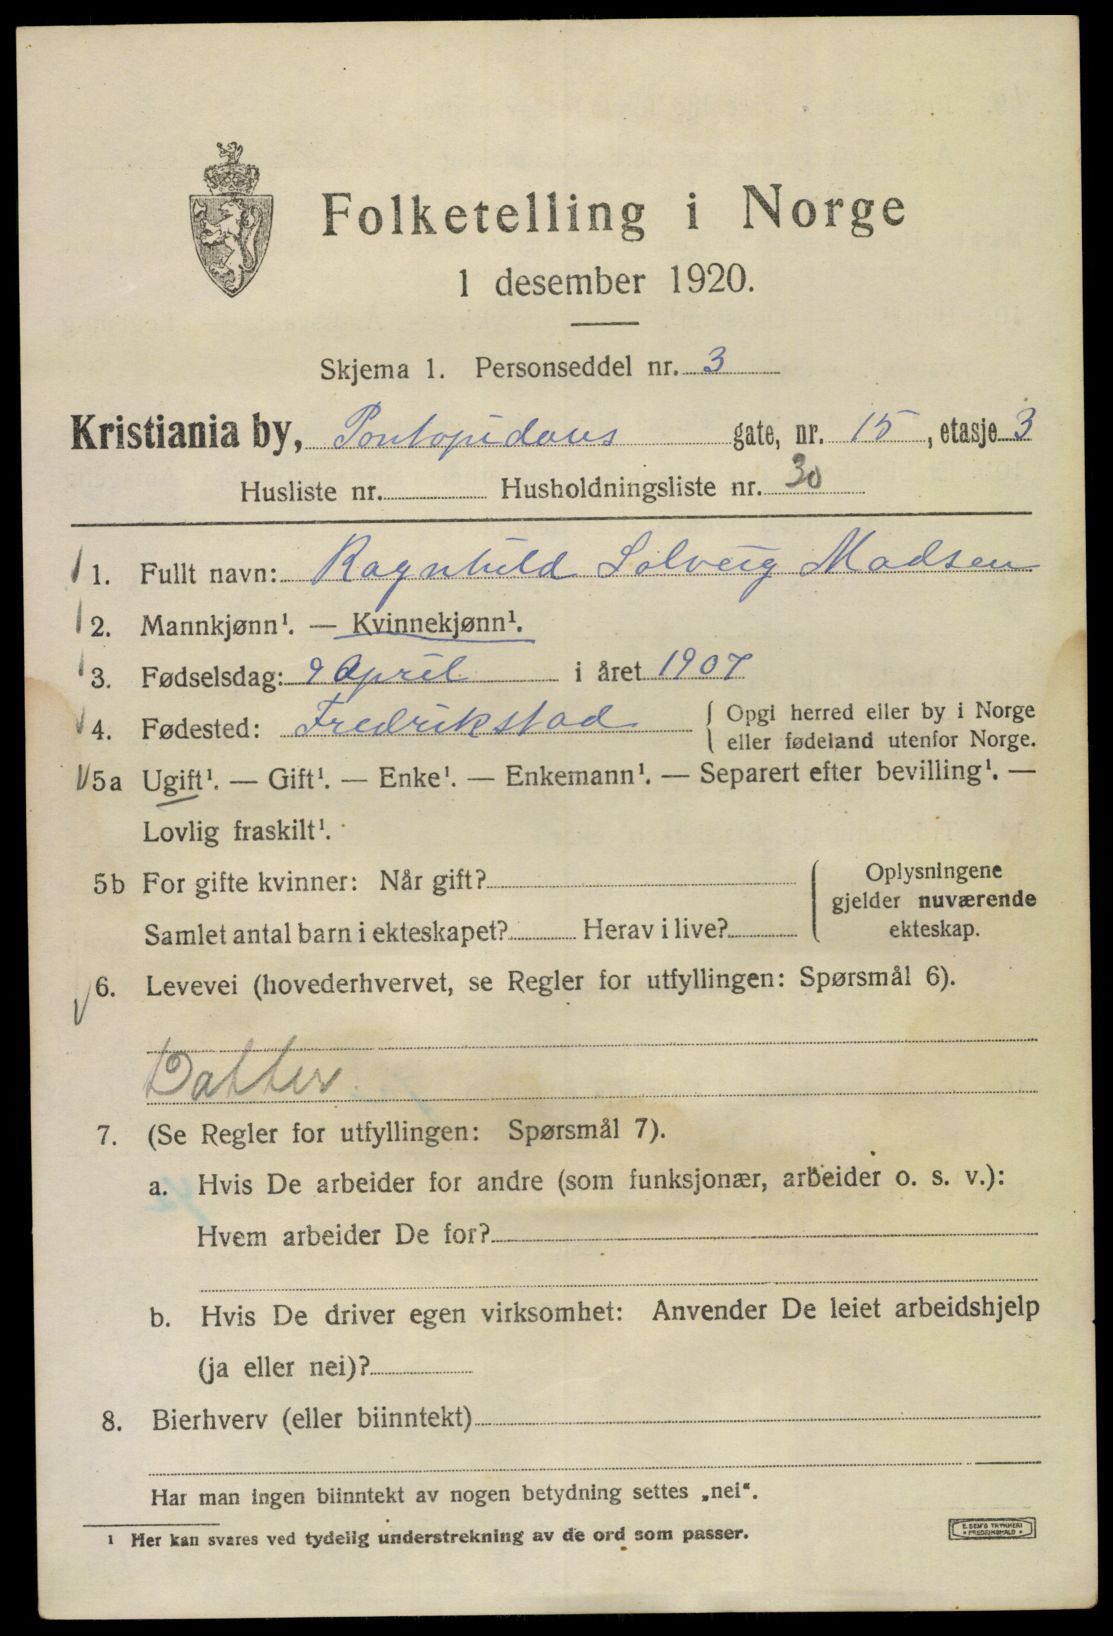 Folketelling i Norge
1 desember 1920.
Skjema 1. Personseddel nr. 3
Kristiania by, Pontopidans gate, nr. 15, etasje 3
Husliste nr. Husholdningsliste nr. 30
1. Fullt navn: Ragnhild Solveig Madsen
2. Mannkjønn¹. — Kvinnekjønn¹.
3. Fødselsdag: 9 April i året 1907
4. Fødested: Fredrikstad { Opgi herred eller by i Norge
eller fødeland utenfor Norge.
5a Ugift¹. — Gift¹. — Enke¹. — Enkemann¹. — Separert efter bevilling¹. —
Lovlig fraskilt¹.
5b For gifte kvinner: Når gift? { Oplysningene
gjelder nuværende
Samlet antal barn i ekteskapet? Herav i live? ekteskap.
6. Levevei (hovederhvervet, se Regler for utfyllingen: Spørsmål 6).
Datter
7. (Se Regler for utfyllingen: Spørsmål 7).
a. Hvis De arbeider for andre (som funksjonær, arbeider o. s. v.):
Hvem arbeider De for?
b. Hvis De driver egen virksomhet: Anvender De leiet arbeidshjelp
(ja eller nei)?
8. Bierhverv (eller biinntekt)
Har man ingen biinntekt av nogen betydning settes „nei“.
¹ Her kan svares ved tydelig understrekning av de ord som passer.
E. SEM'S TRYKKERI
FREDRIKSHALD